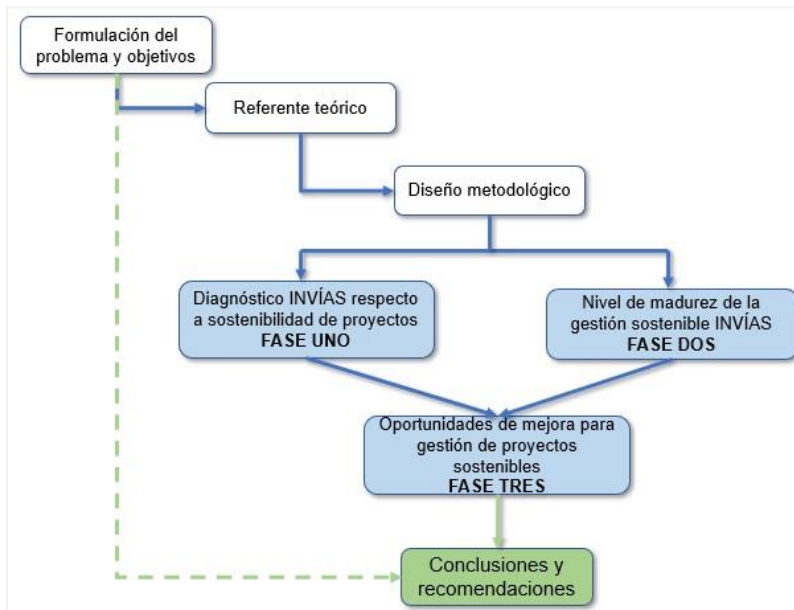 Formulación del
problema y objetivos
Referente teórico
Diseño metodológico
Diagnóstico INVÍAS respecto
a sostenibilidad de proyectos
FASE UNO
Nivel de madurez de la
gestión sostenible INVÍAS
FASE DOS
Oportunidades de mejora para
gestión de proyectos
sostenibles
FASE TRES
Conclusiones y
recomendaciones